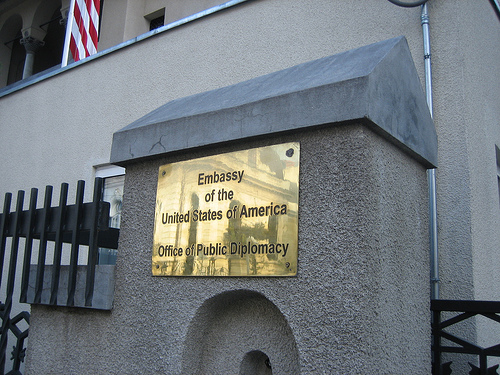 Embassy
of the
United States of America
Office of Public Diplomacy